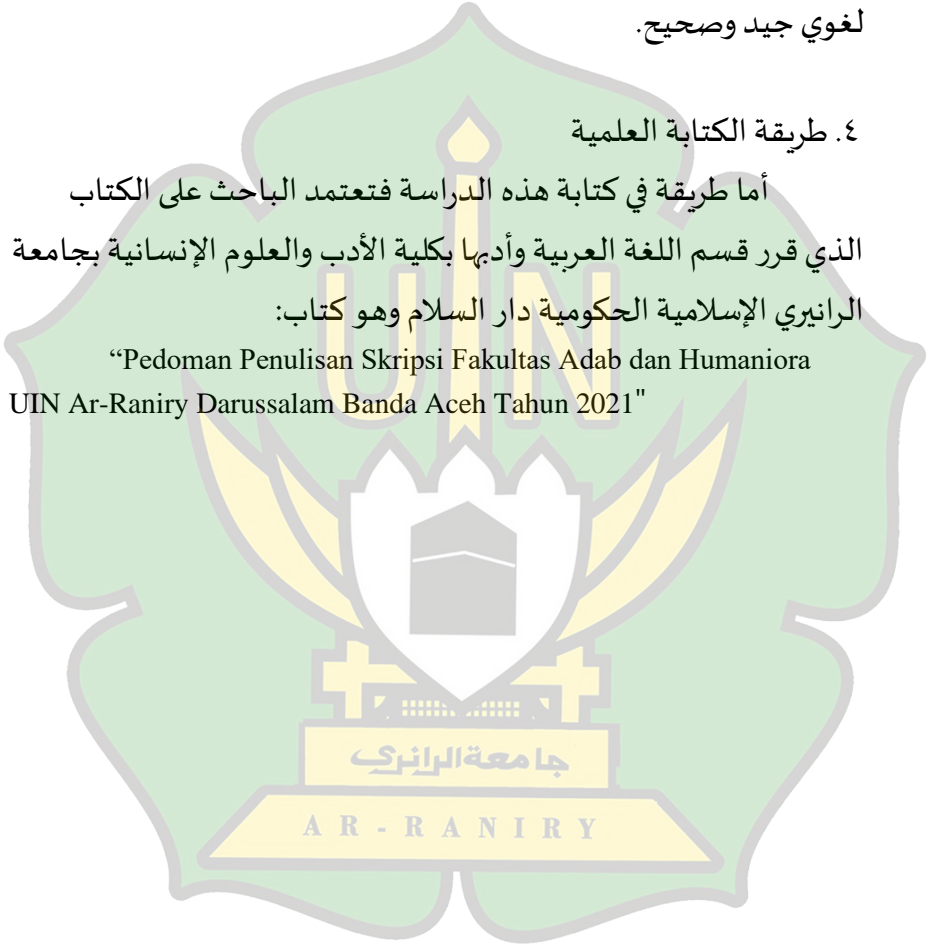 لغوي جيد وصحيح.
٤. طريقة الكتابة العلمية
أما طريقة في كتابة هذه الدراسة فتعتمد الباحث على الكتاب
الذي قرر قسم اللغة العربية وأدبها بكلية الأدب والعلوم الإنسانية بجامعة
الرانيري الإسلامية الحكومية دار السلام وهو كتاب:
“Pedoman Penulisan Skripsi Fakultas Adab dan Humaniora
UIN Ar-Raniry Darussalam Banda Aceh Tahun 2021"
UIN
جامعةالرانري
AR-RANIRY